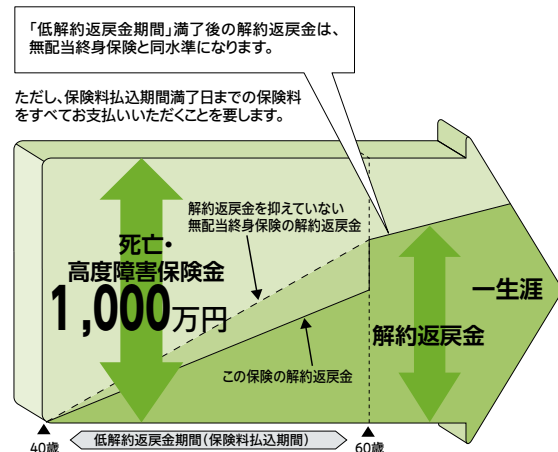 「低解約返戻金期間」満了後の解約返戻金は、
無配当終身保険と同水準になります。
ただし、保険料払込期間満了日までの保険料
をすべてお支払いいただくことを要します。
解約返戻金を抑えていない
無配当終身保険の解約返戻金
死亡・
高度障害保険金
1,000万円
一生涯
解約返戻金
この保険の解約返戻金
低解約返戻金期間(保険料払込期間)
40歳
60歳